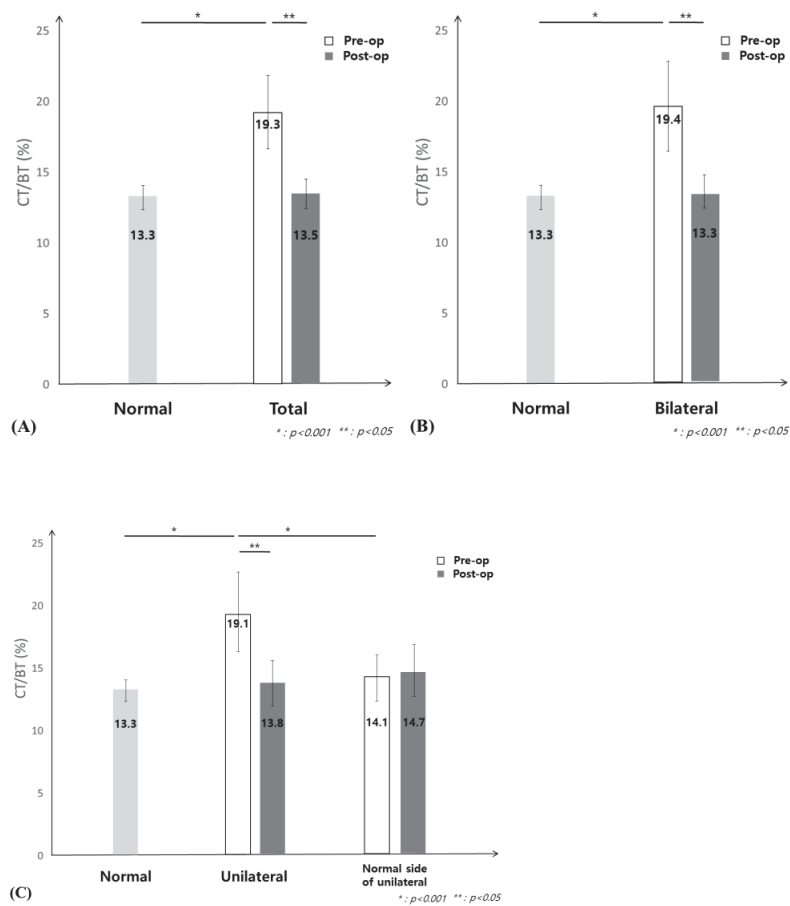 * **
25
Pre-op
Post-op
20
19.3
CT/BT (%)
15
13.3
13.5
10
5
0
Normal Total
(A)
* : p<0.001 ** : p<0.05
* **
25
Pre-op
Post-op
20
19.4
CT/BT (%)
15
13.3
13.3
10
5
0
Normal Bilateral
(B)
* : p<0.001 ** : p<0.05
* *
**
25
Pre-op
Post-op
20
19.1
CT/BT (%)
15
13.3 13.8 14.1 14.7
10
5
0
Normal Unilateral Normal side
of unilateral
(C)
* : p<0.001 ** : p<0.05